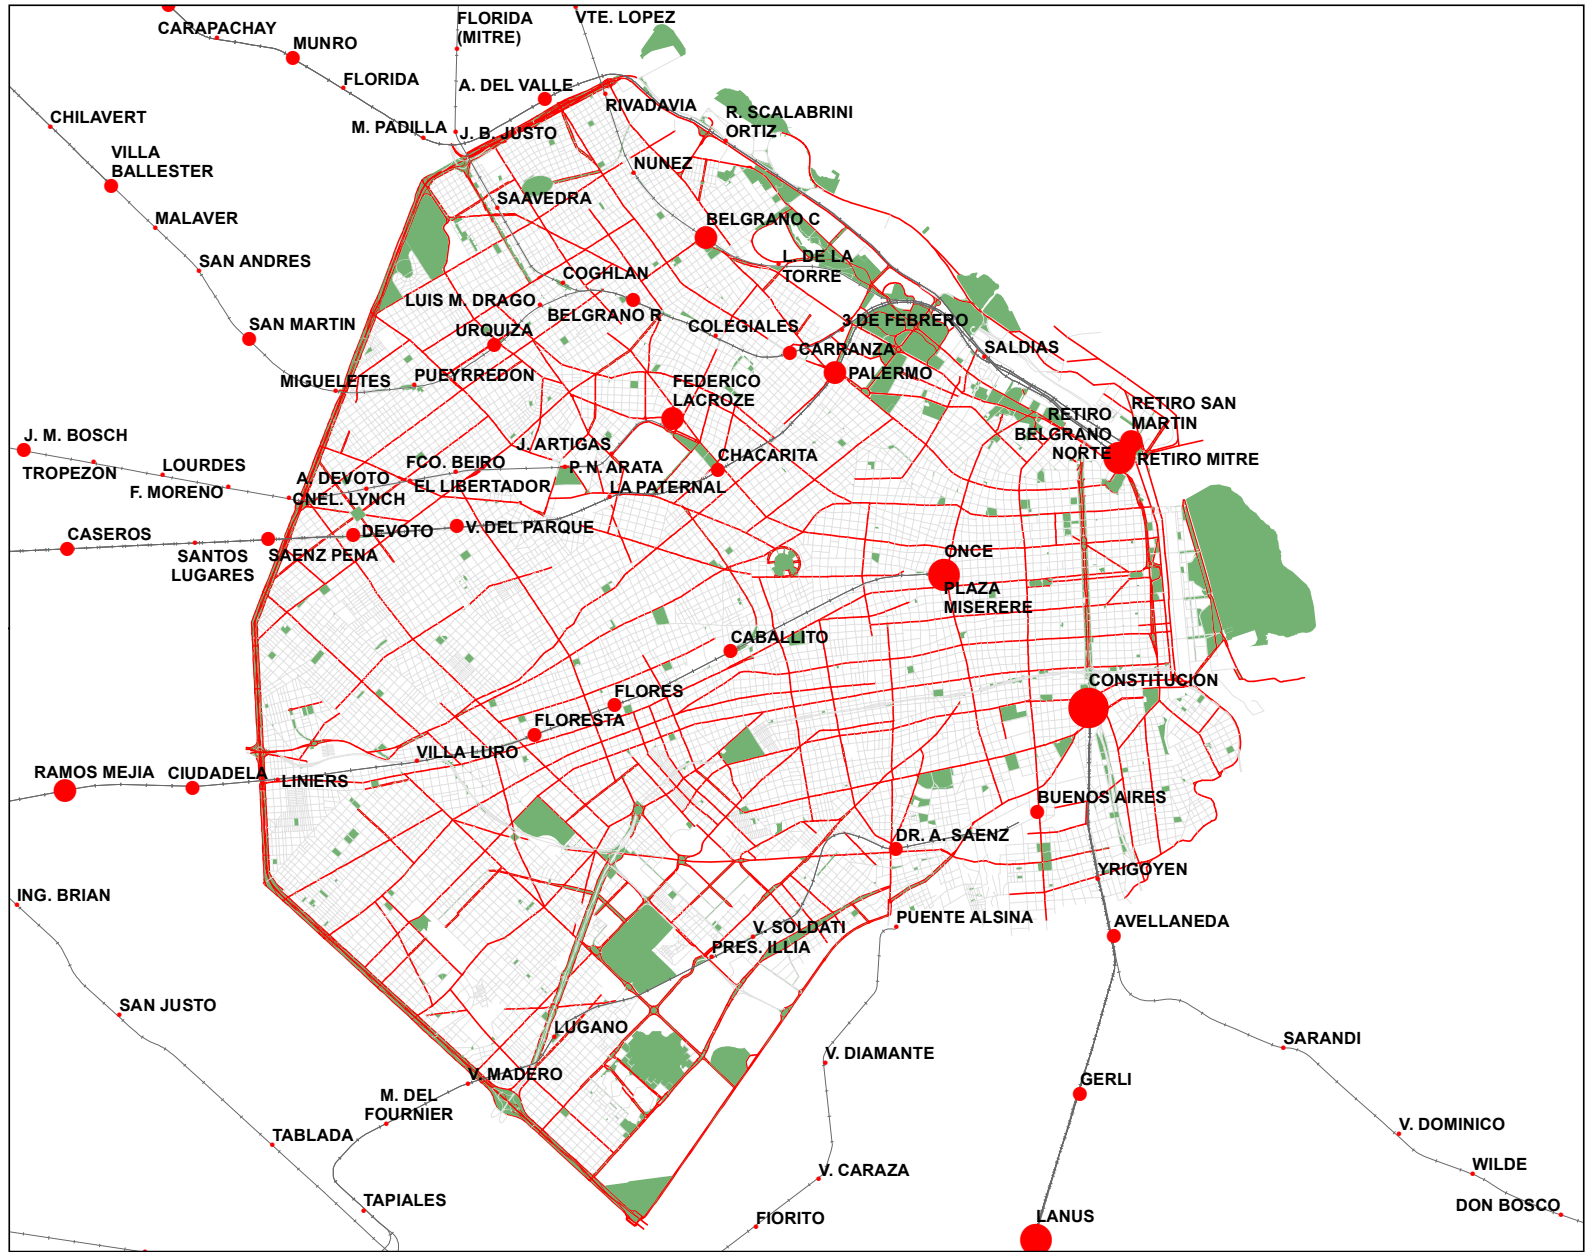 CARAPACHAY
FLORIDA
(MITRE)
VTE. LOPEZ
MUNRO
FLORIDA
A. DEL VALLE
RIVADAVIA
R. SCALABRINI
ORTIZ
CHILAVERT
M. PADILLA
J. B. JUSTO
VILLA
BALLESTER
NUNEZ
SAAVEDRA
MALAVER
BELGRANO C
SAN ANDRES
L. DE LA
TORRE
COGHLAN
LUIS M. DRAGO
BELGRANO R
SAN MARTIN
URQUIZA
COLEGIALES
3 DE FEBRERO
CARRANZA
SALDIAS
MIGUELETES
PUEYRREDON
PALERMO
FEDERICO
LACROZE
RETIRO SAN
MARTIN
RETIRO
BELGRANO
NORTE
RETIRO MITRE
J. M. BOSCH
TROPEZON
LOURDES
F. MORENO
J. ARTIGAS
CHACARITA
FCO. BEIRO
P. N. ARATA
A. DEVOTO
EL LIBERTADOR
LA PATERNAL
CNEL. LYNCH
CASEROS
SANTOS
LUGARES
SAENZ PENA
DEVOTO
V. DEL PARQUE
ONCE
PLAZA
MISERERE
CABALLITO
CONSTITUCION
FLORES
FLORESTA
VILLA LURO
RAMOS MEJIA
CIUDADELA
LINIERS
BUENOS AIRES
DR. A. SAENZ
YRIGOYEN
ING. BRIAN
PUENTE ALSINA
AVELLANEDA
V. SOLDATI
PRES. ILLIA
SAN JUSTO
LUGANO
SARANDI
V. DIAMANTE
V. MADERO
GERLI
M. DEL
FOURNIER
TABLADA
V. DOMINICO
WILDE
V. CARAZA
TAPIALES
DON BOSCO
FIORITO
LANUS